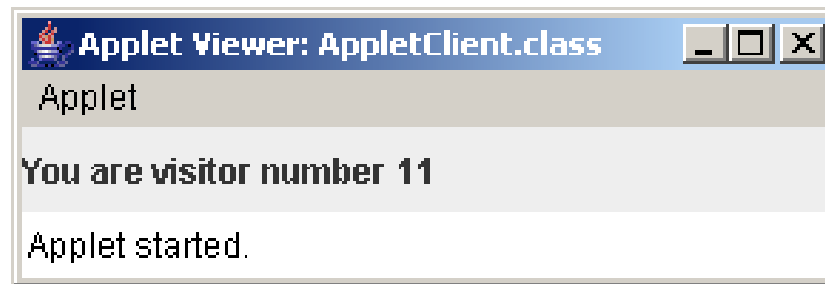 Applet Viewer: AppletClient.class
Applet
You are visitor number 11
Applet started.